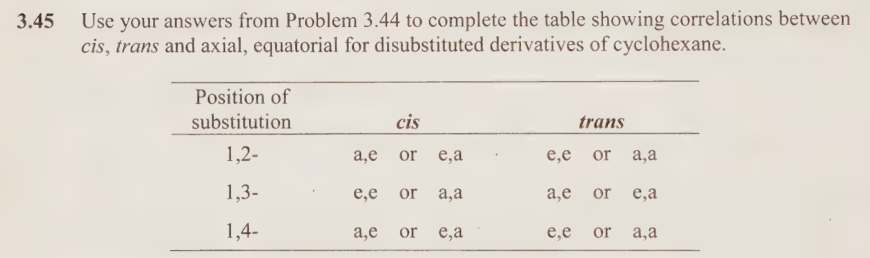 3.45 Use your answers from Problem 3.44 to complete the table showing correlations between
cis, trans and axial, equatorial for disubstituted derivatives of cyclohexane.
Position of
substitution cis trans
1,2- a,e or e,a e,e or a,a
1,3- e,e or a,a a,e or e,a
1,4- a,e or e,a e,e or a,a